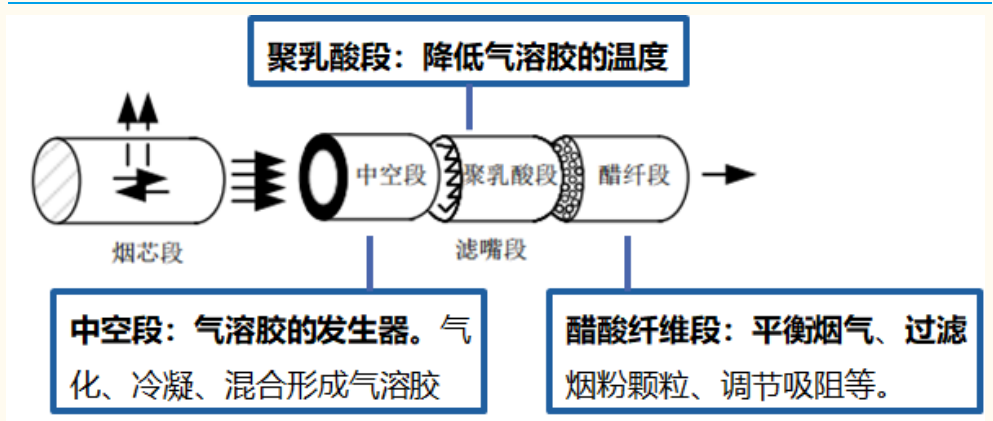 聚乳酸段：降低气溶胶的温度
中空段
聚乳酸段
醋纤段
烟芯段
滤嘴段
中空段：气溶胶的发生器。气
化、冷凝、混合形成气溶胶
醋酸纤维段：平衡烟气、过滤
烟粉颗粒、调节吸阻等。